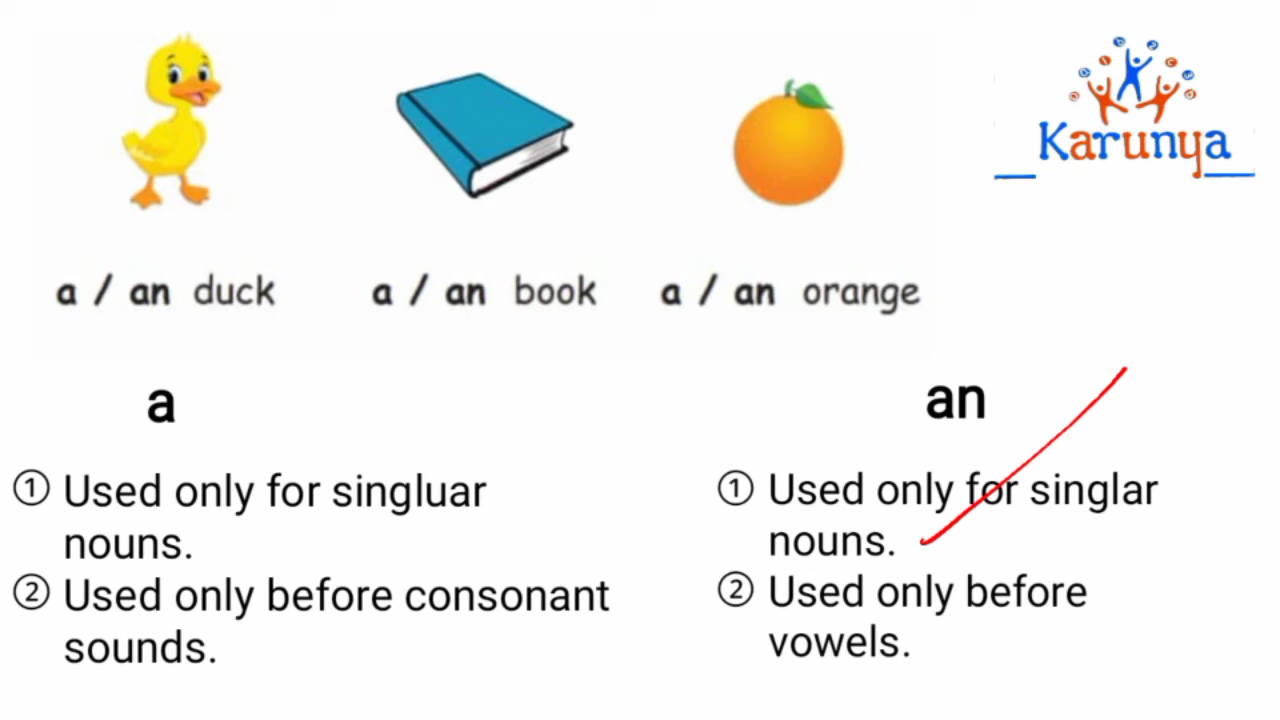 Karunya
a / an duck a / an book a / an orange
a
① Used only for singluar
nouns.
② Used only before consonant
sounds.
an
① Used only for singlar
nouns.
② Used only before
vowels.